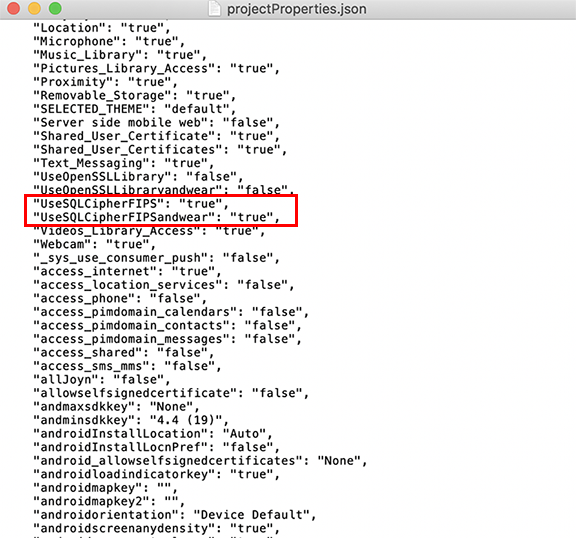 projectProperties.json
"Location": "true",
"Microphone": "true",
"Music_Library": "true",
"Pictures_Library_Access": "true",
"Proximity": "true",
"Removable_Storage": "true",
"SELECTED_THEME": "default",
"Server side mobile web": "false",
"Shared_User_Certificate": "true",
"Shared_User_Certificates": "true",
"Text_Messaging": "true",
"UseOpenSSLLibrary": "false",
"UseOpenSSLLibraryandwear": "false",
"UseSQLCipherFIPS": "true",
"UseSQLCipherFIPSandwear": "true",
"Videos_Library_Access": "true",
"Webcam": "true",
"_sys_use_consumer_push": "false",
"access_internet": "true",
"access_location_services": "false",
"access_phone": "false",
"access_pimdomain_calendars": "false",
"access_pimdomain_contacts": "false",
"access_pimdomain_messages": "false",
"access_shared": "false",
"access_sms_mms": "false",
"allJoyn": "false",
"allowselfsignedcertificate": "false",
"andmaxsdkkey": "None",
"andminsdkkey": "4.4 (19)",
"androidInstallLocation": "Auto",
"androidInstallLocnPref": "false",
"android_allowselfsignedcertificates": "None",
"androidloadindicatorkey": "true",
"androidmapkey": "",
"androidmapkey2": "",
"androidorientation": "Device Default",
"androidscreenanydensity": "true",